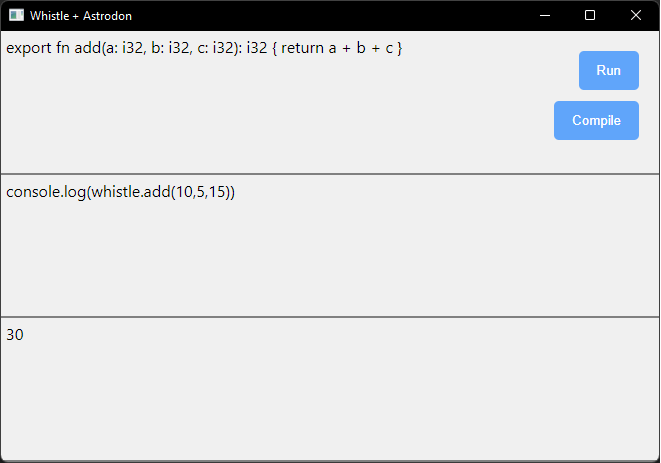 Whistle + Astrodon
export fn add(a: i32, b: i32, c: i32): i32 { return a + b + c }
Run
Compile
console.log(whistle.add(10,5,15))
30